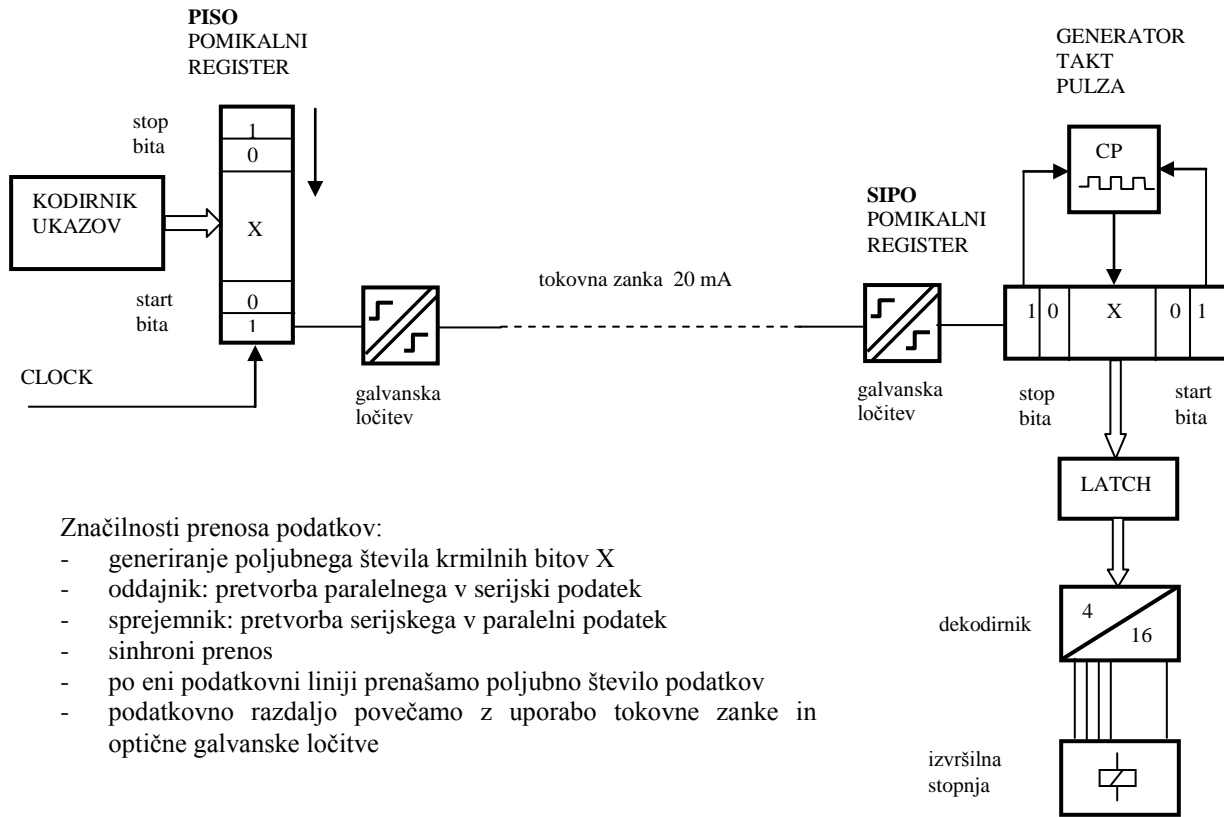 PISO
POMIKALNI
REGISTER
GENERATOR
TAKT
PULZA
stop
bita
1
0
X
0
1
KODIRNIK
UKAZOV
start
bita
CLOCK
galvanska
ločitev
tokovna zanka 20 mA
SIPO
POMIKALNI
REGISTER
galvanska
ločitev
CP
1 0 X 0 1
stop
bita
start
bita
LATCH
dekodirnik
4
16
izvršilna
stopnja
Značilnosti prenosa podatkov:
- generiranje poljubnega števila krmilnih bitov X
- oddajnik: pretvorba paralelnega v serijski podatek
- sprejemnik: pretvorba serijskega v paralelni podatek
- sinhroni prenos
- po eni podatkovni liniji prenašamo poljubno število podatkov
- podatkovno razdaljo povečamo z uporabo tokovne zanke in
optične galvanske ločitve